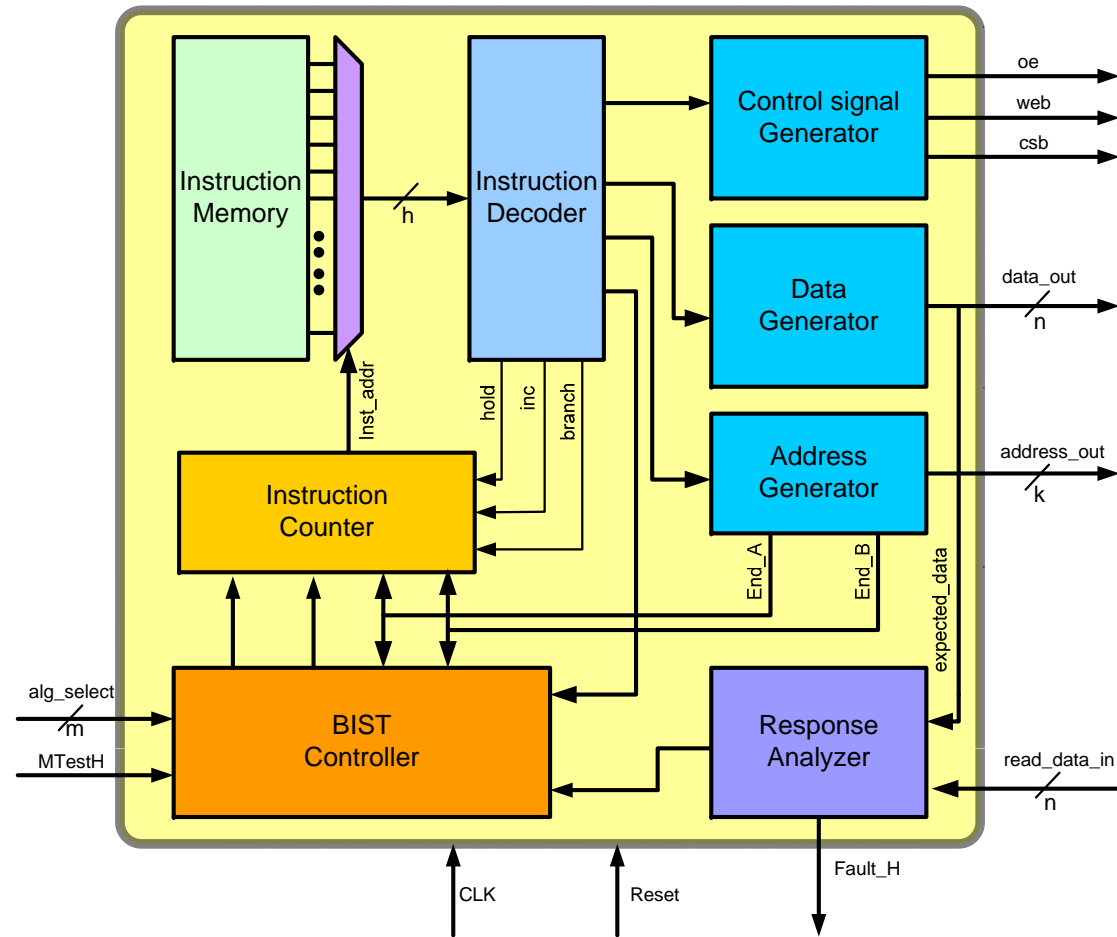 oe
Control signal
Generator
web
csb
Instruction
Memory
h
Instruction
Decoder
Data
Generator
data_out
n
Inst_addr
hold
inc
branch
Address
Generator
address_out
k
Instruction
Counter
End_A
End_B
expected_data
alg_select
m
MTestH
BIST
Controller
Response
Analyzer
read_data_in
n
CLK
Reset
Fault_H